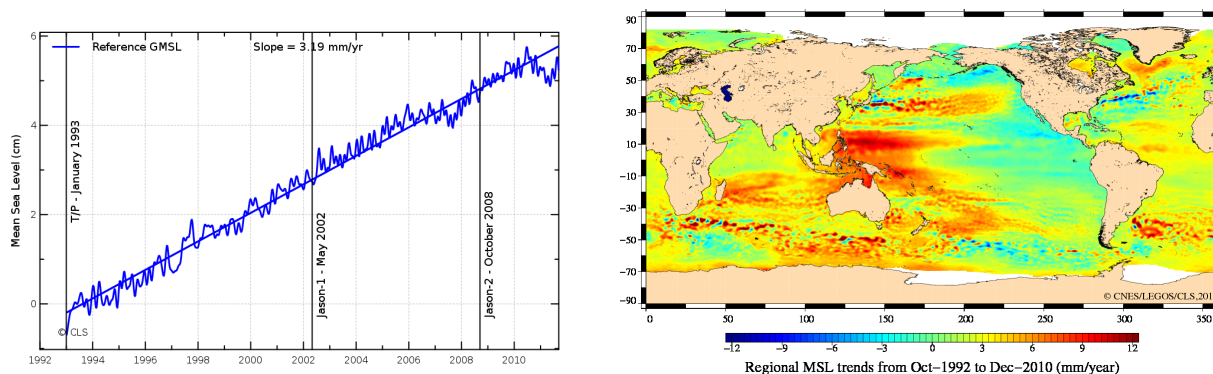 Reference GMSL
Slope = 3.19 mm/yr
Mean Sea Level (cm)
6
4
2
0
T/P - January 1993
Jason-1 - May 2002
Jason-2 - October 2008
© CLS
1992 1994 1996 1998 2000 2002 2004 2006 2008 2010
90
70
50
30
10
-10
-30
-50
-70
-90
© CNES/LEGOS/CLS,201
0 50 100 150 200 250 300 350
-12 -9 -6 -3 0 3 6 9 12
Regional MSL trends from Oct-1992 to Dec-2010 (mm/year)